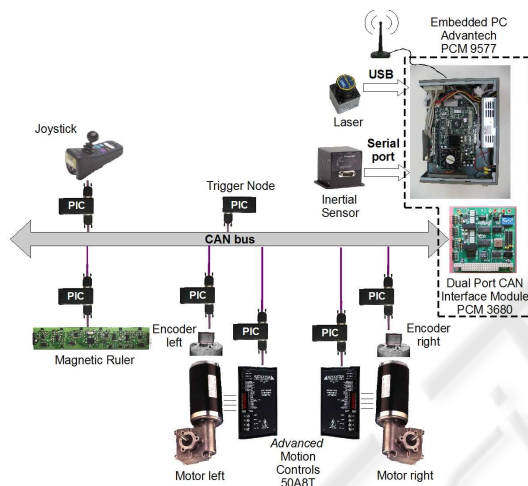 Embedded PC
Advantech
PCM 9577
USB
Laser
Joystick
Serial
port
Trigger Node
Inertial
Sensor
PIC
PIC
CAN bus
Dual Port CAN
Interface Module
PCM 3680
PIC
PIC
PIC
PIC
PIC
Encoder
left
Encoder
right
Magnetic Ruler
Advanced
Motion
Controls
50A8T
Motor left
Motor right